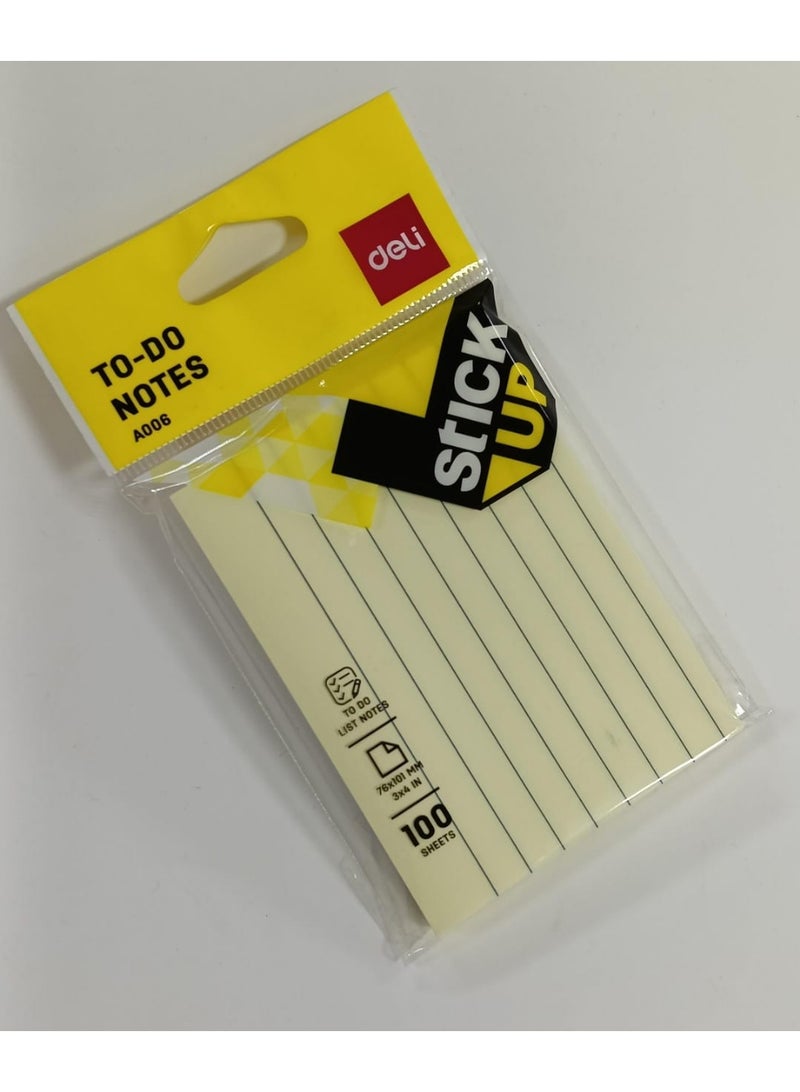 deli
TO-DO
NOTES
A006
stick
UP
TO DO
LIST NOTES
76x101 MM
3x4 IN
100
SHEETS